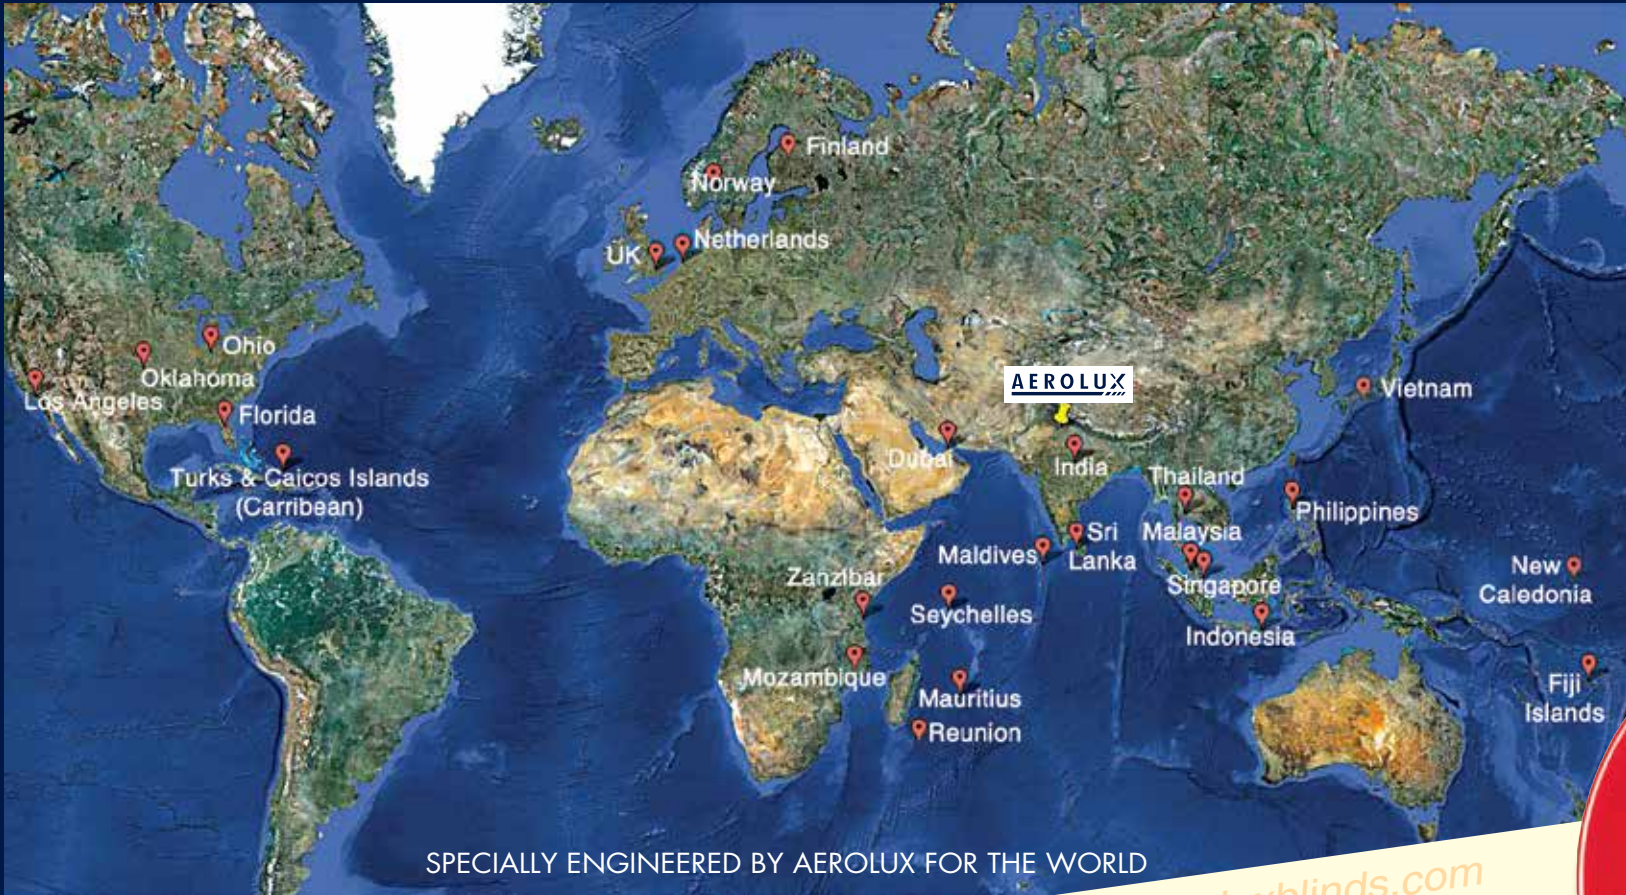 Finland
Norway
Netherlands
UK
Ohio
Oklahoma
Los Angeles
Florida
Turks & Caicos Islands
(Carribean)
AEROLUX
Vietnam
Dubai
India
Thailand
Philippines
Malaysia
Sri
Lanka
Maldives
Singapore
New
Caledonia
Zanzibar
Seychelles
Indonesia
Mozambique
Mauritius
Reunion
Fiji
Islands
SPECIALLY ENGINEERED BY AEROLUX FOR THE WORLD